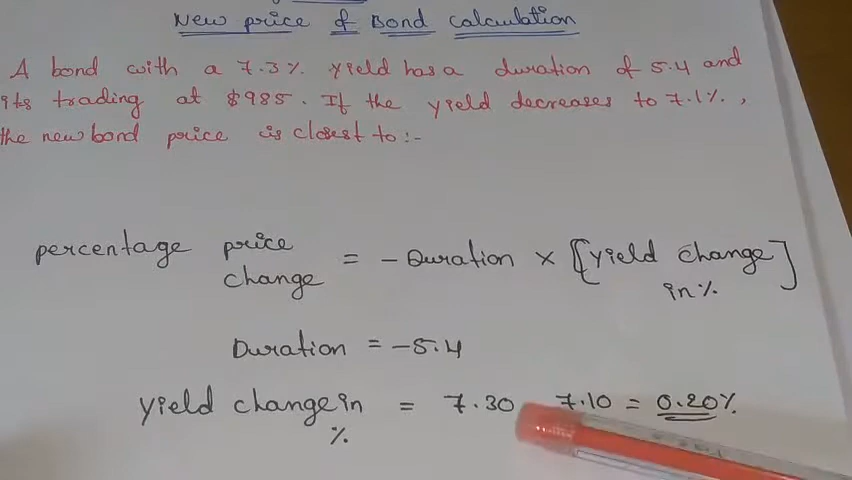 New price of Bond calculation
A bond with a 7.3% yield has a duration of 5.4 and
its trading at $985. If the yield decreases to 7.1%,
the new bond price is closest to:-
percentage price change = - Duration × [yield change in %]
Duration = -5.4
yield change in % = 7.30 7.10 = 0.20%